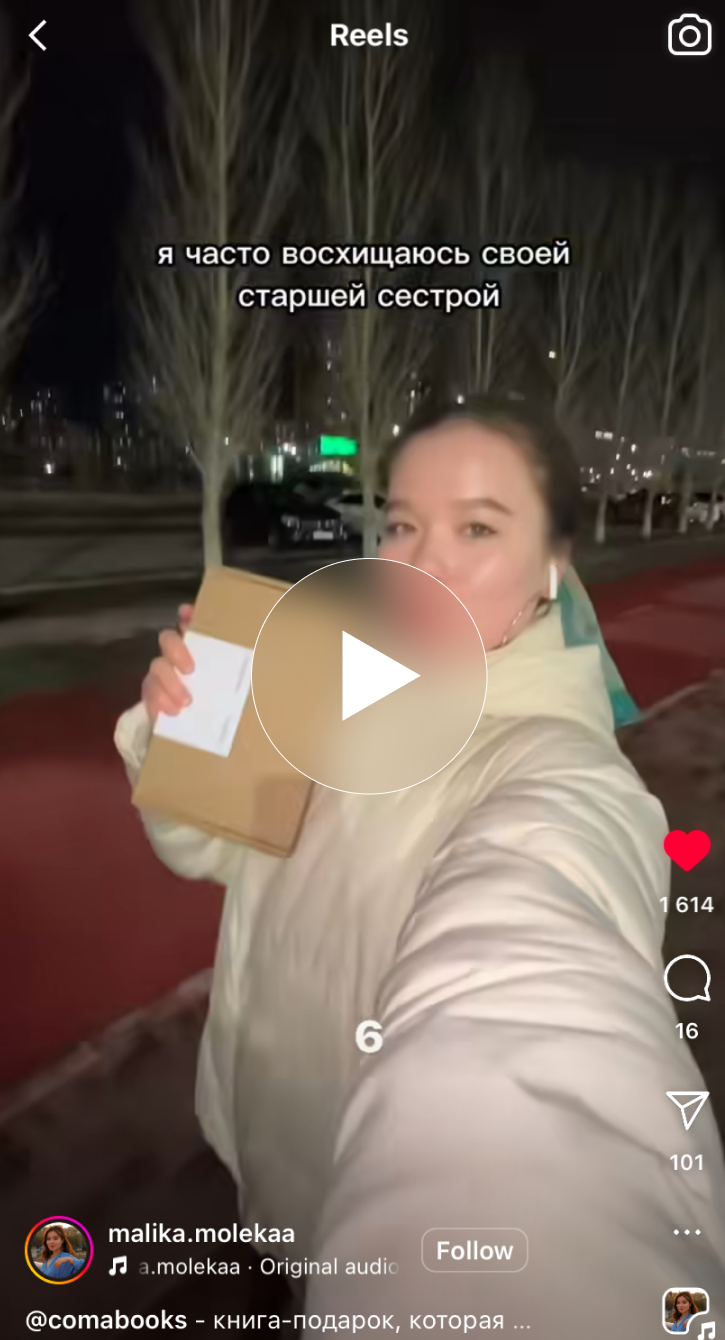 Reels
я часто восхищаюсь своей
старшей сестрой
1 614
16
6
101
malika.molekaa
a.molekaa · Original audio
Follow
@comabooks - книга-подарок, которая ...